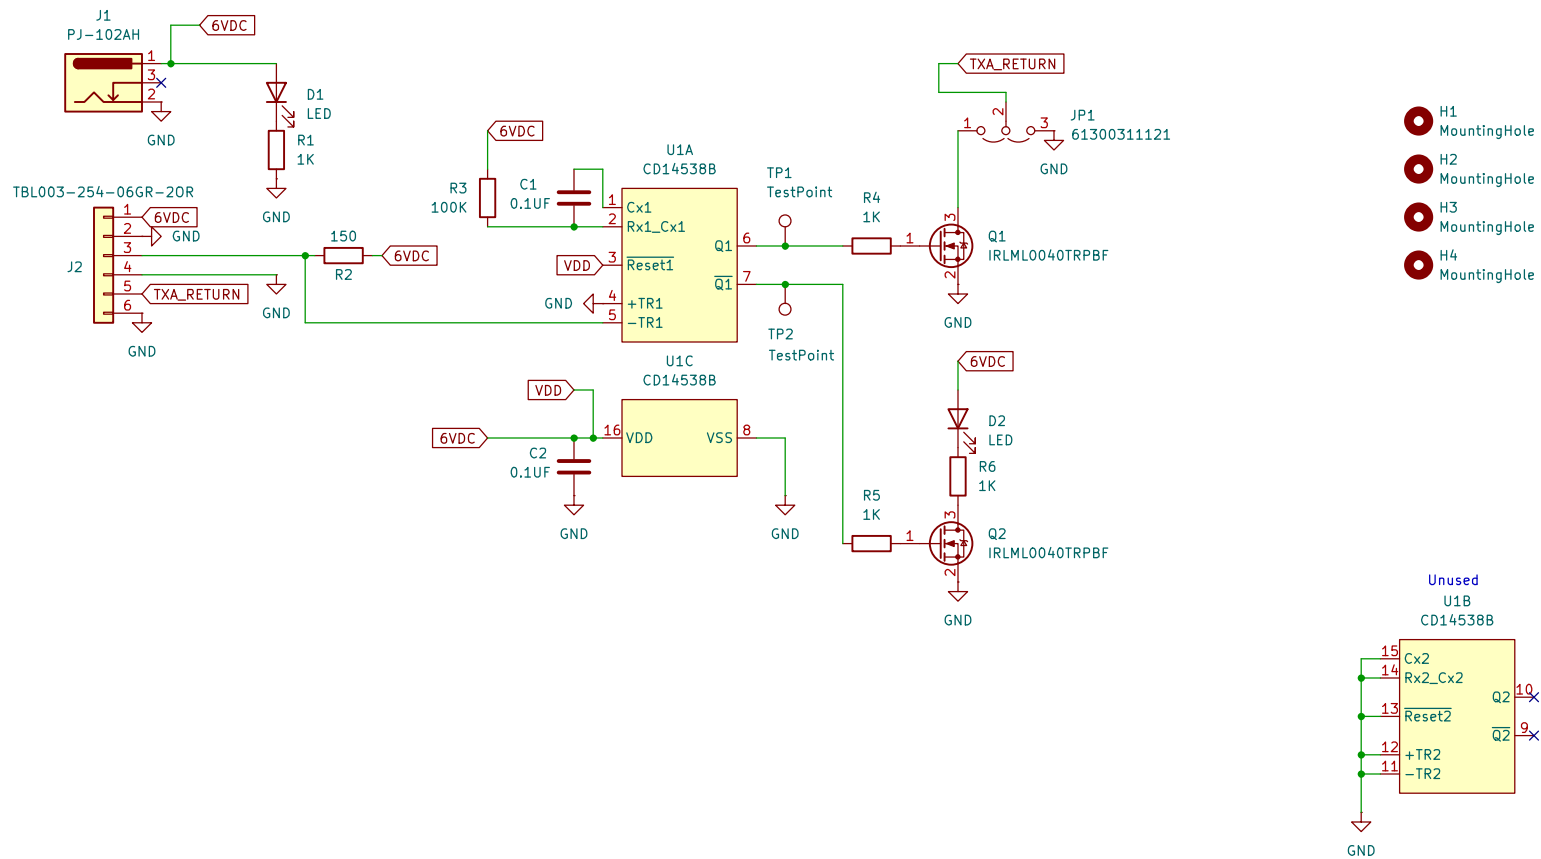 J1
PJ-102AH
6VDC
1
3
2
GND
D1
LED
R1
1K
GND
TBL003-254-06GR-2OR
J2
1
2
3
4
5
6
6VDC
GND
150
R2
6VDC
TXA_RETURN
GND
GND
6VDC
R3
100K
C1
0.1UF
VDD
GND
U1A
CD14538B
1
Cx1
2
Rx1_Cx1
3
Reset1
4
+TR1
5
-TR1
Q1
6
Q1
7
TP1
TestPoint
TP2
TestPoint
R4
1K
TXA_RETURN
1
2
3
JP1
61300311121
GND
1
3
2
Q1
IRLML0040TRPBF
GND
H1
MountingHole
H2
MountingHole
H3
MountingHole
H4
MountingHole
U1C
CD14538B
VDD
6VDC
16
VDD
VSS
8
C2
0.1UF
GND
GND
6VDC
D2
LED
R6
1K
R5
1K
1
3
2
Q2
IRLML0040TRPBF
GND
Unused
U1B
CD14538B
15
Cx2
14
Rx2_Cx2
13
Reset2
12
+TR2
11
-TR2
Q2
10
Q2
9
GND